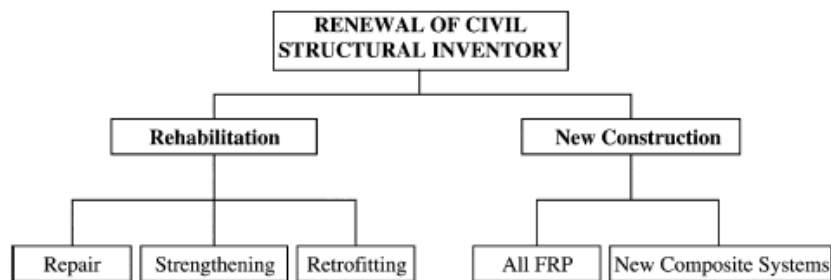 RENEWAL OF CIVIL
STRUCTURAL INVENTORY
Rehabilitation
New Construction
Repair
Strengthening
Retrofitting
All FRP
New Composite Systems